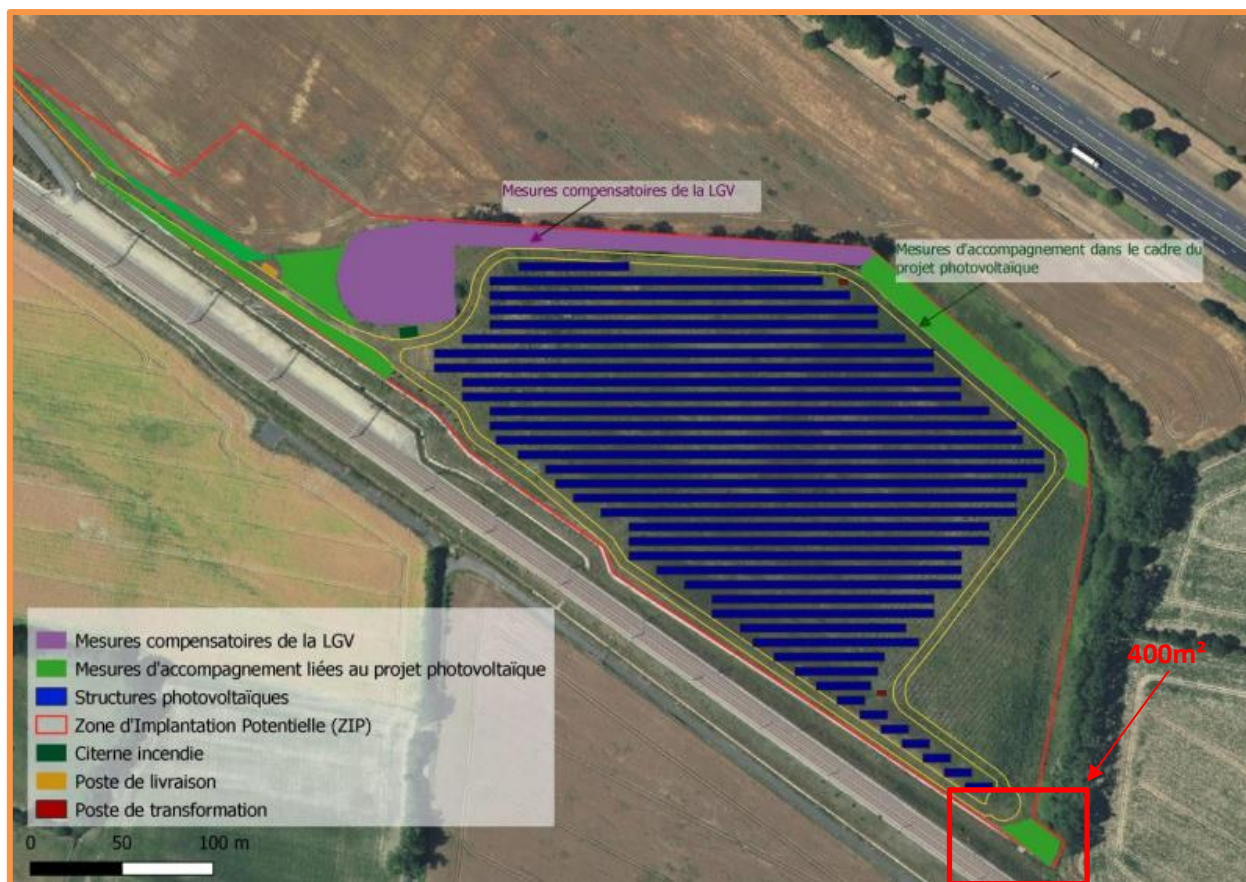 Mesures compensatoires de la LGV
Mesures d'accompagnement dans le cadre du
projet photovoltaïque
400m²
Mesures compensatoires de la LGV
Mesures d'accompagnement liées au projet photovoltaïque
Structures photovoltaïques
Zone d'Implantation Potentielle (ZIP)
Citerne incendie
Poste de livraison
Poste de transformation
0 50 100 m